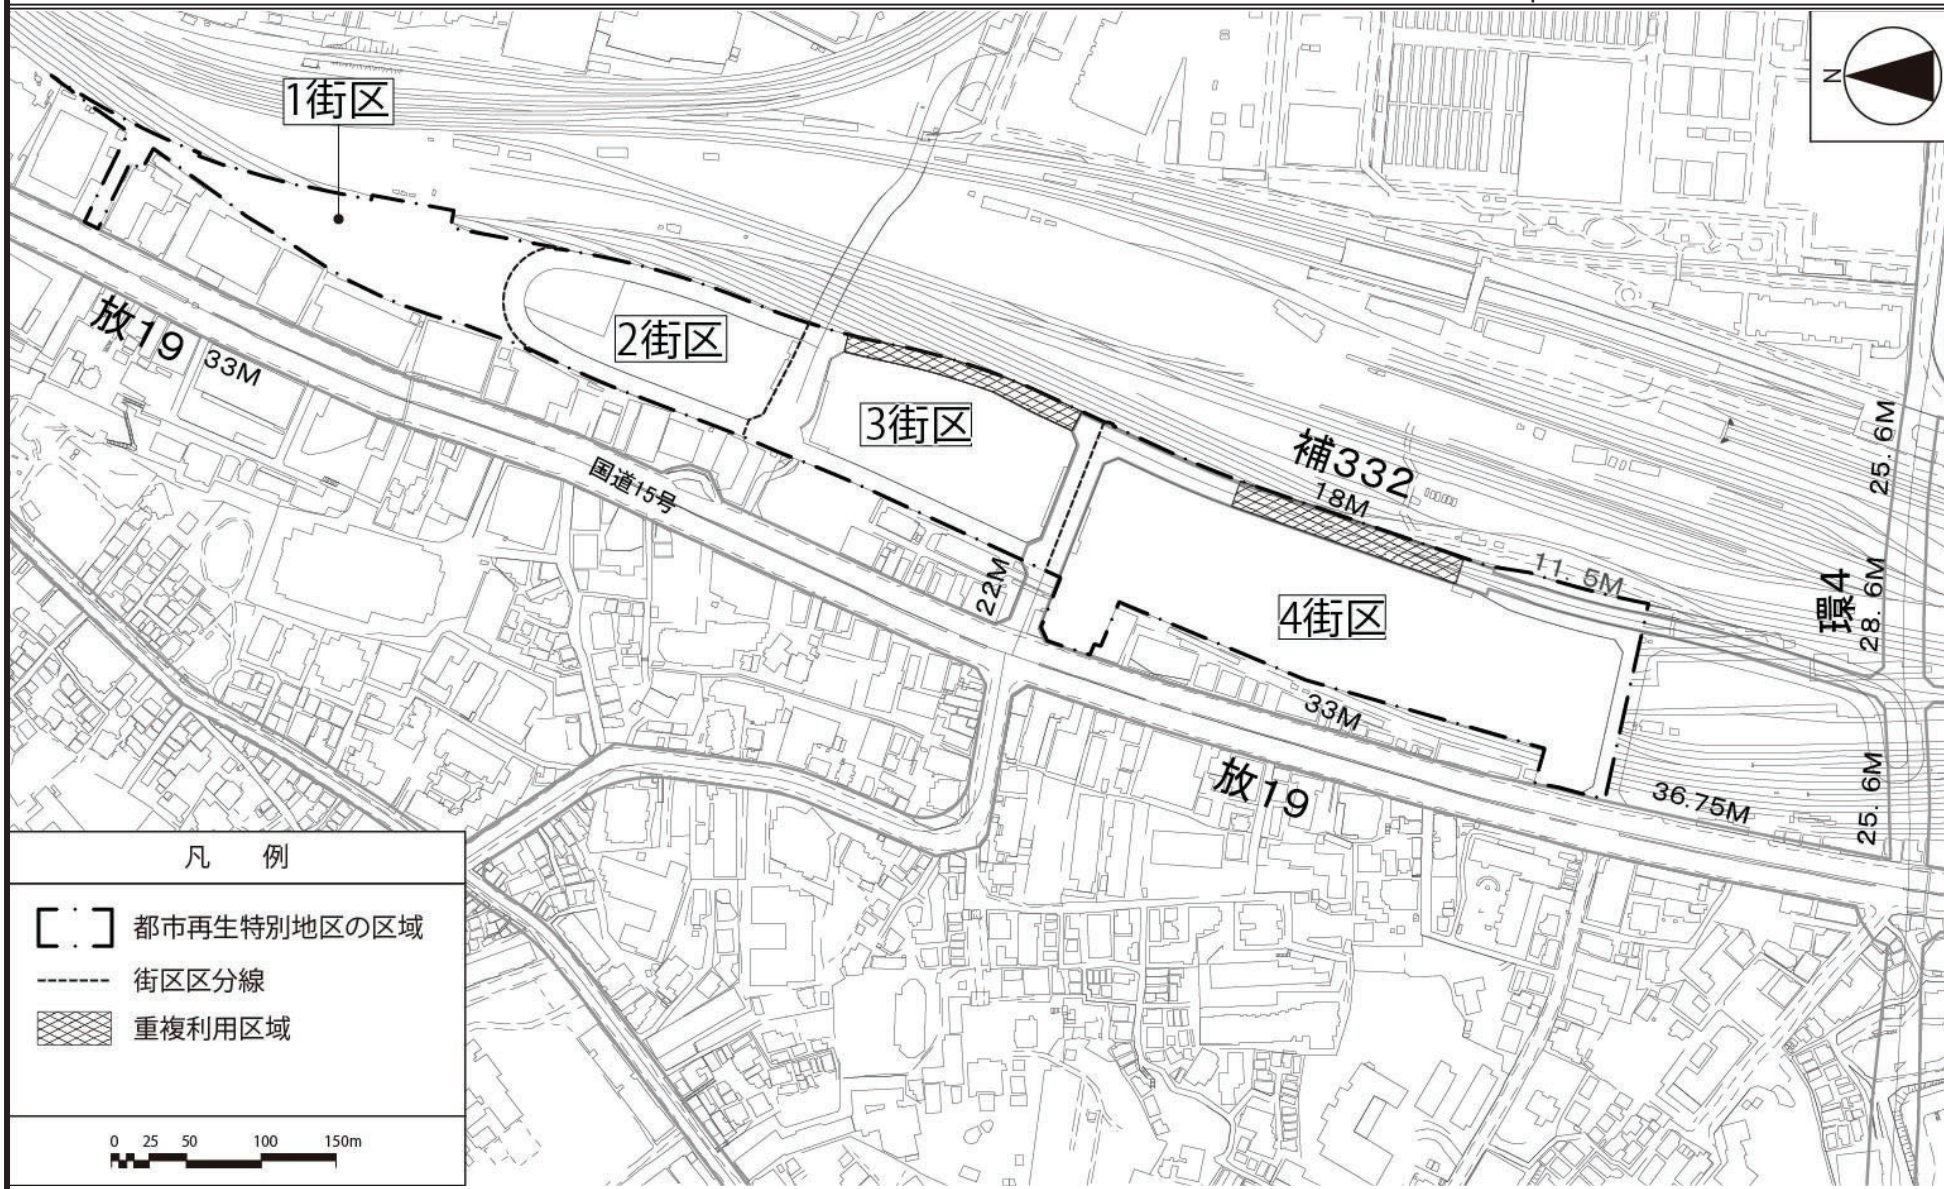 N
1街区
2街区
3街区
4街区
放19
33M
国道15号
22M
補332
18M
11.5M
25.6M
環4
28.6M
33M
放19
36.75M
25.6M
凡 例
都市再生特別地区の区域
街区区分線
重複利用区域
0 25 50 100 150m